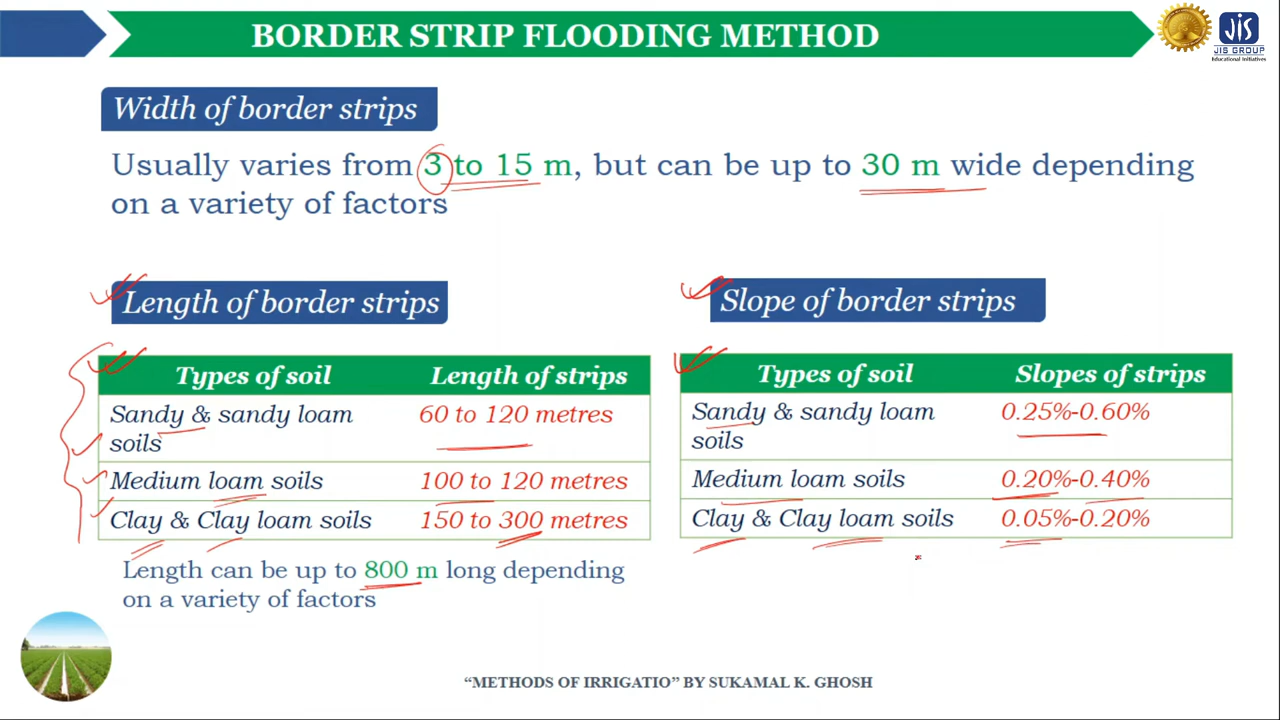 BORDER STRIP FLOODING METHOD
JIS
JIS GROUP
Educational Initiatives
Width of border strips
Usually varies from 3 to 15 m, but can be up to 30 m wide depending
on a variety of factors
Length of border strips
Types of soil Length of strips
Sandy & sandy loam 60 to 120 metres
soils
Medium loam soils 100 to 120 metres
Clay & Clay loam soils 150 to 300 metres
Length can be up to 800 m long depending
on a variety of factors
Slope of border strips
Types of soil Slopes of strips
Sandy & sandy loam 0.25%-0.60%
soils
Medium loam soils 0.20%-0.40%
Clay & Clay loam soils 0.05%-0.20%
“METHODS OF IRRIGATIO” BY SUKAMAL K. GHOSH